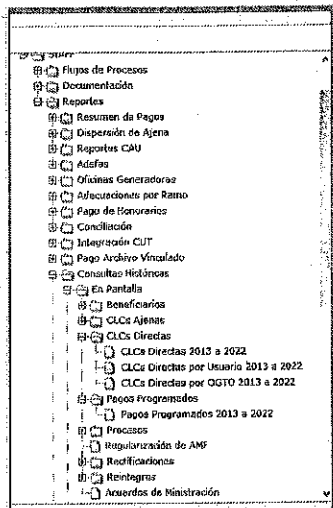 SIAFF
Flujos de Procesos
Documentación
Reportes
Resumen de Pagos
Dispersión de Ajena
Reportes CAU
Adefas
Oficinas Generadoras
Adecuaciones por Ramo
Pago de Honorarios
Conciliación
Integración CUT
Pago Archivo Vinculado
Consultas Históricas
En Pantalla
Beneficiarios
CLCs Ajenas
CLCs Directas
CLCs Directas 2013 a 2022
CLCs Directas por Usuario 2013 a 2022
CLCs Directas por OGTO 2013 a 2022
Pagos Programados
Pagos Programados 2013 a 2022
Procesos
Regularización de AMF
Rectificaciones
Reintegros
Acuerdos de Ministración